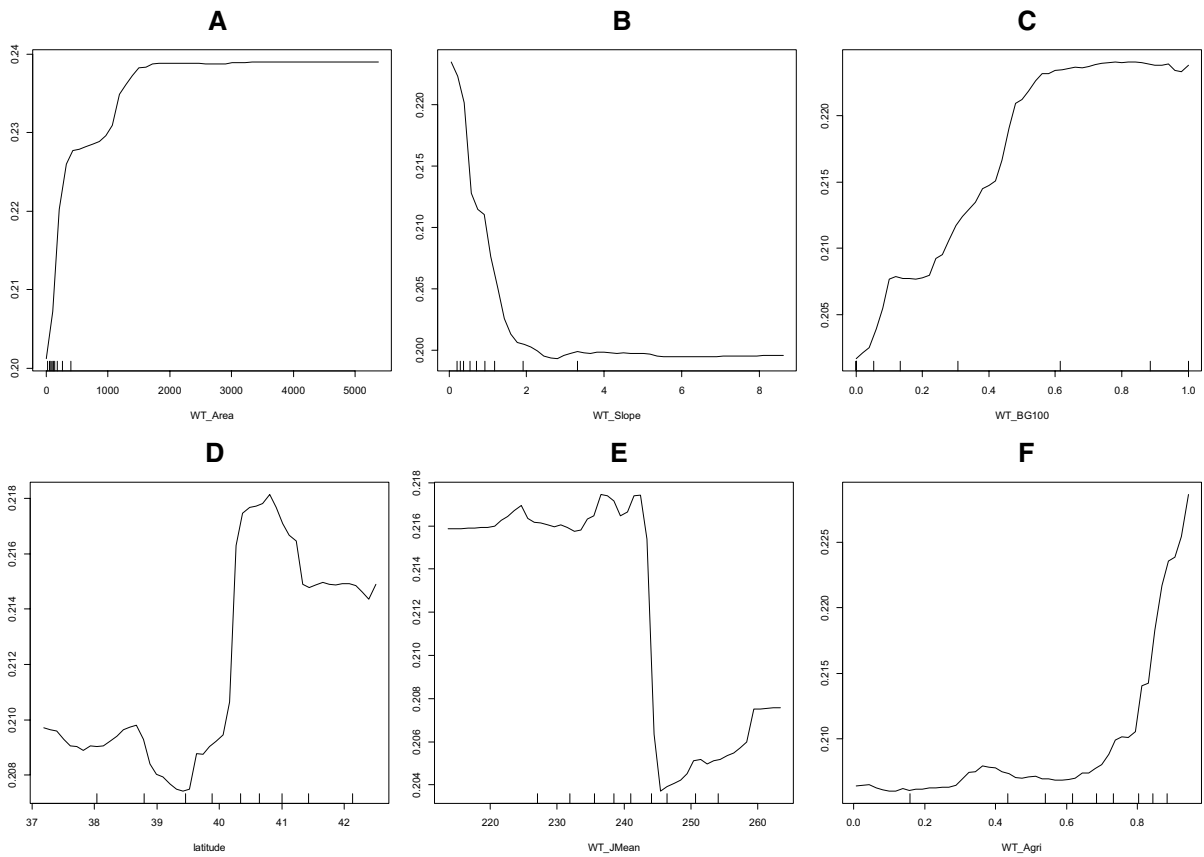 A B C
0.24
0.23
0.22
0.21
0.20
0 1000 2000 3000 4000 5000
WT_Area
0.220
0.215
0.210
0.205
0.200
0 2 4 6 8
WT_Slope
0.220
0.215
0.210
0.205
0.0 0.2 0.4 0.6 0.8 1.0
WT_BG100
D E F
0.218
0.216
0.214
0.212
0.210
0.208
37 38 39 40 41 42
latitude
0.218
0.216
0.214
0.212
0.210
0.208
0.206
0.204
220 230 240 250 260
WT_JMean
0.225
0.220
0.215
0.210
0.0 0.2 0.4 0.6 0.8
WT_Agri